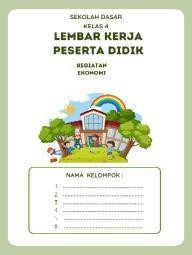 SEKOLAH DASAR
KELAS 4
LEMBAR KERJA
PESERTA DIDIK
KEGIATAN
EKONOMI
NAMA KELOMPOK :
1.
2.
3.
4.
5.